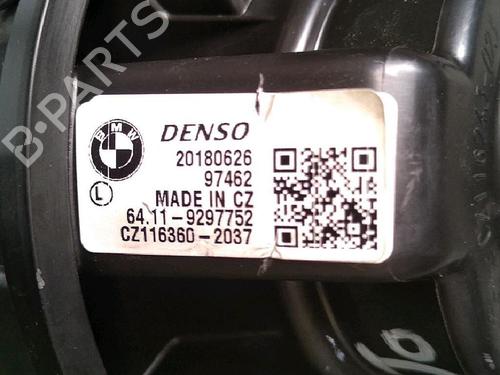 B-PARTS
BMW
DENSO
20180626
97462
L
MADE IN CZ
64.11-9297752
CZ116360-2037